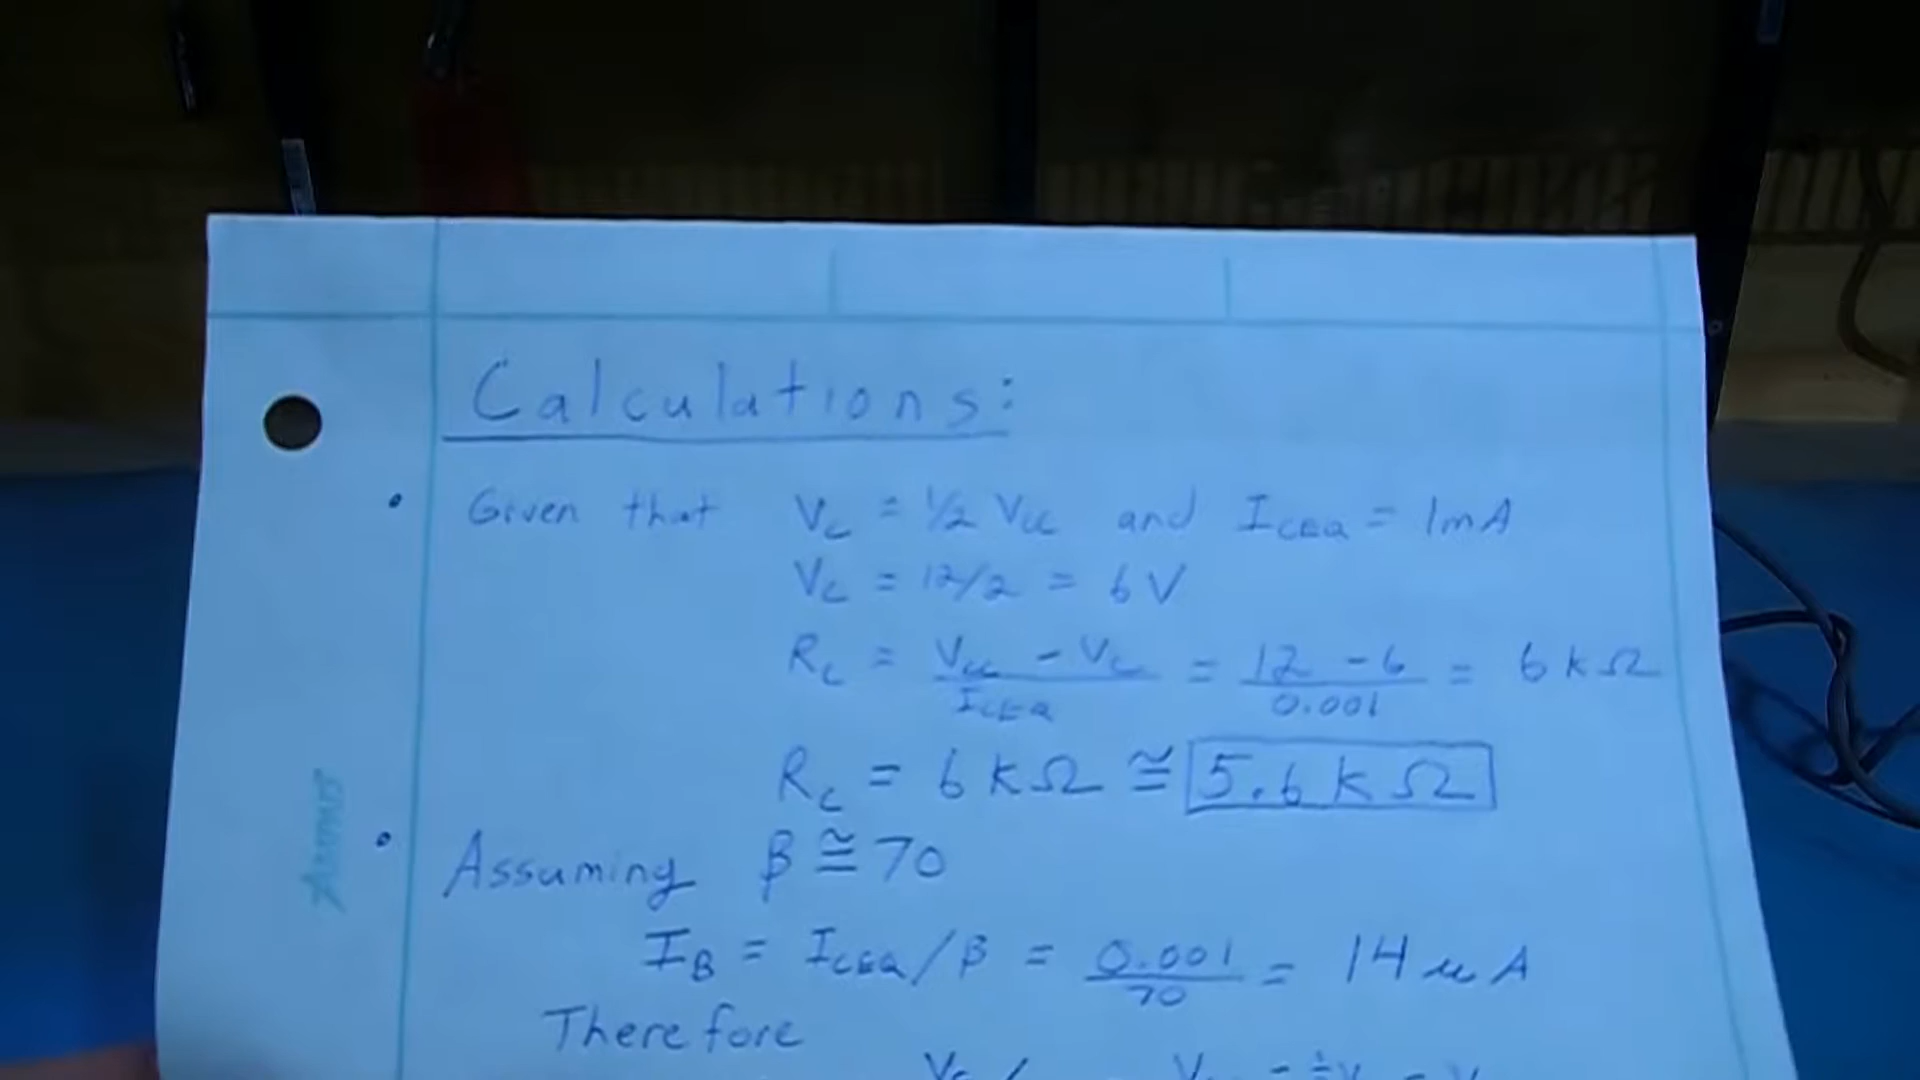 Calculations:
• Given that V_C = 1/2 V_CC and I_CEQ = 1mA
V_C = 12/2 = 6V
R_C = (V_CC - V_C) / I_CEQ = (12 - 6) / 0.001 = 6kΩ
R_C = 6kΩ ≅ 5.6kΩ
• Assuming β ≅ 70
I_B = I_CEQ/β = 0.001 / 70 = 14 uA
Therefore